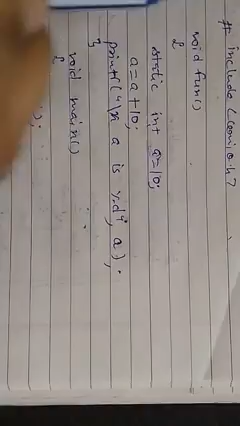 # include <conio.h>
void fun()
{
static int a=10;
a=a+10;
printf("\n a is %d", a);
}
void main()
{
);